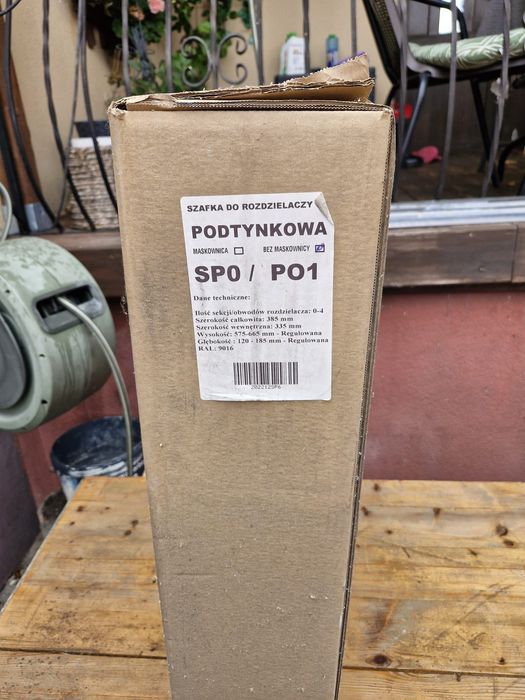 SZAFKA DO ROZDZIELACZY
PODTYNKOWA
MASKOWNICA BEZ MASKOWNICY
SP0 / PO1
Dane techniczne:
Ilość sekcji/obwodów rozdzielacza: 0-4
Szerokość całkowita: 385 mm
Szerokość wewnętrzna: 335 mm
Wysokość: 575-665 mm - Regulowana
Głębokość : 120 - 185 mm - Regulowana
RAL: 9016